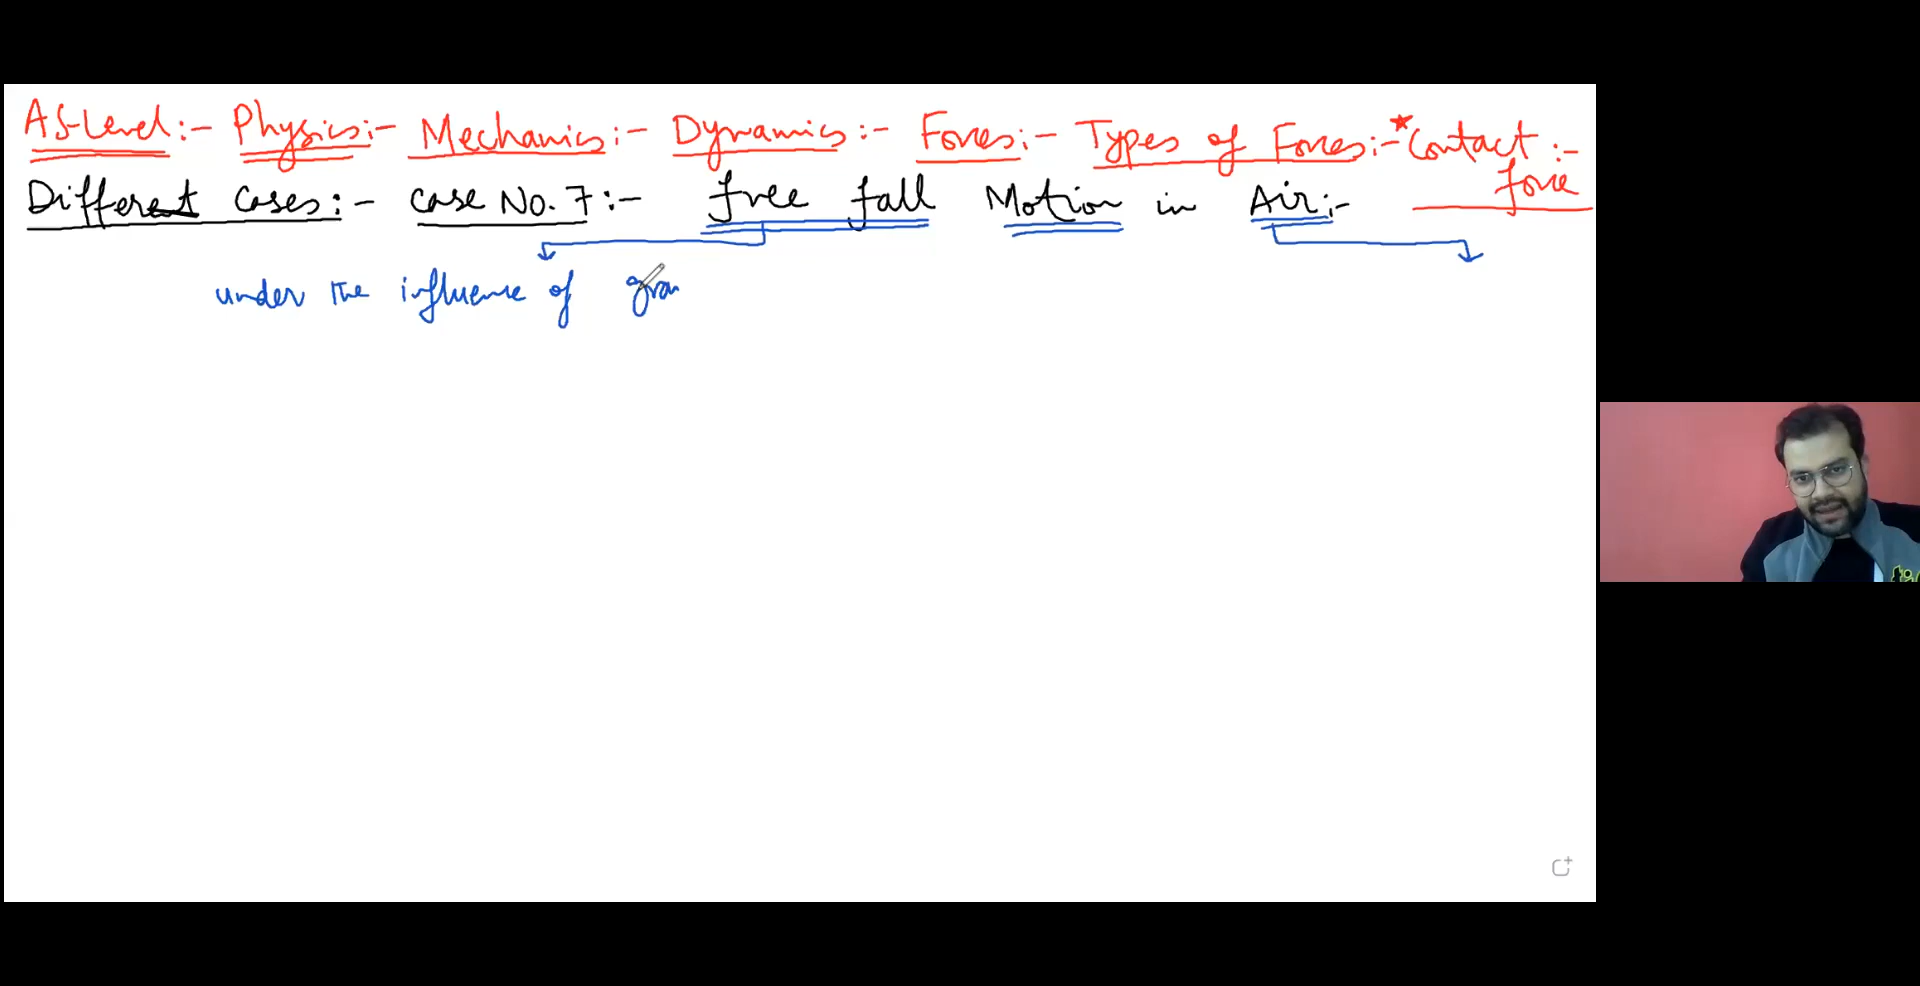 AS-Level:- Physics:- Mechanics:- Dynamics:- Forces:- Types of Forces:- *Contact force :-
Different Cases:- Case No. 7:- free fall Motion in Air:-
under the influence of gra